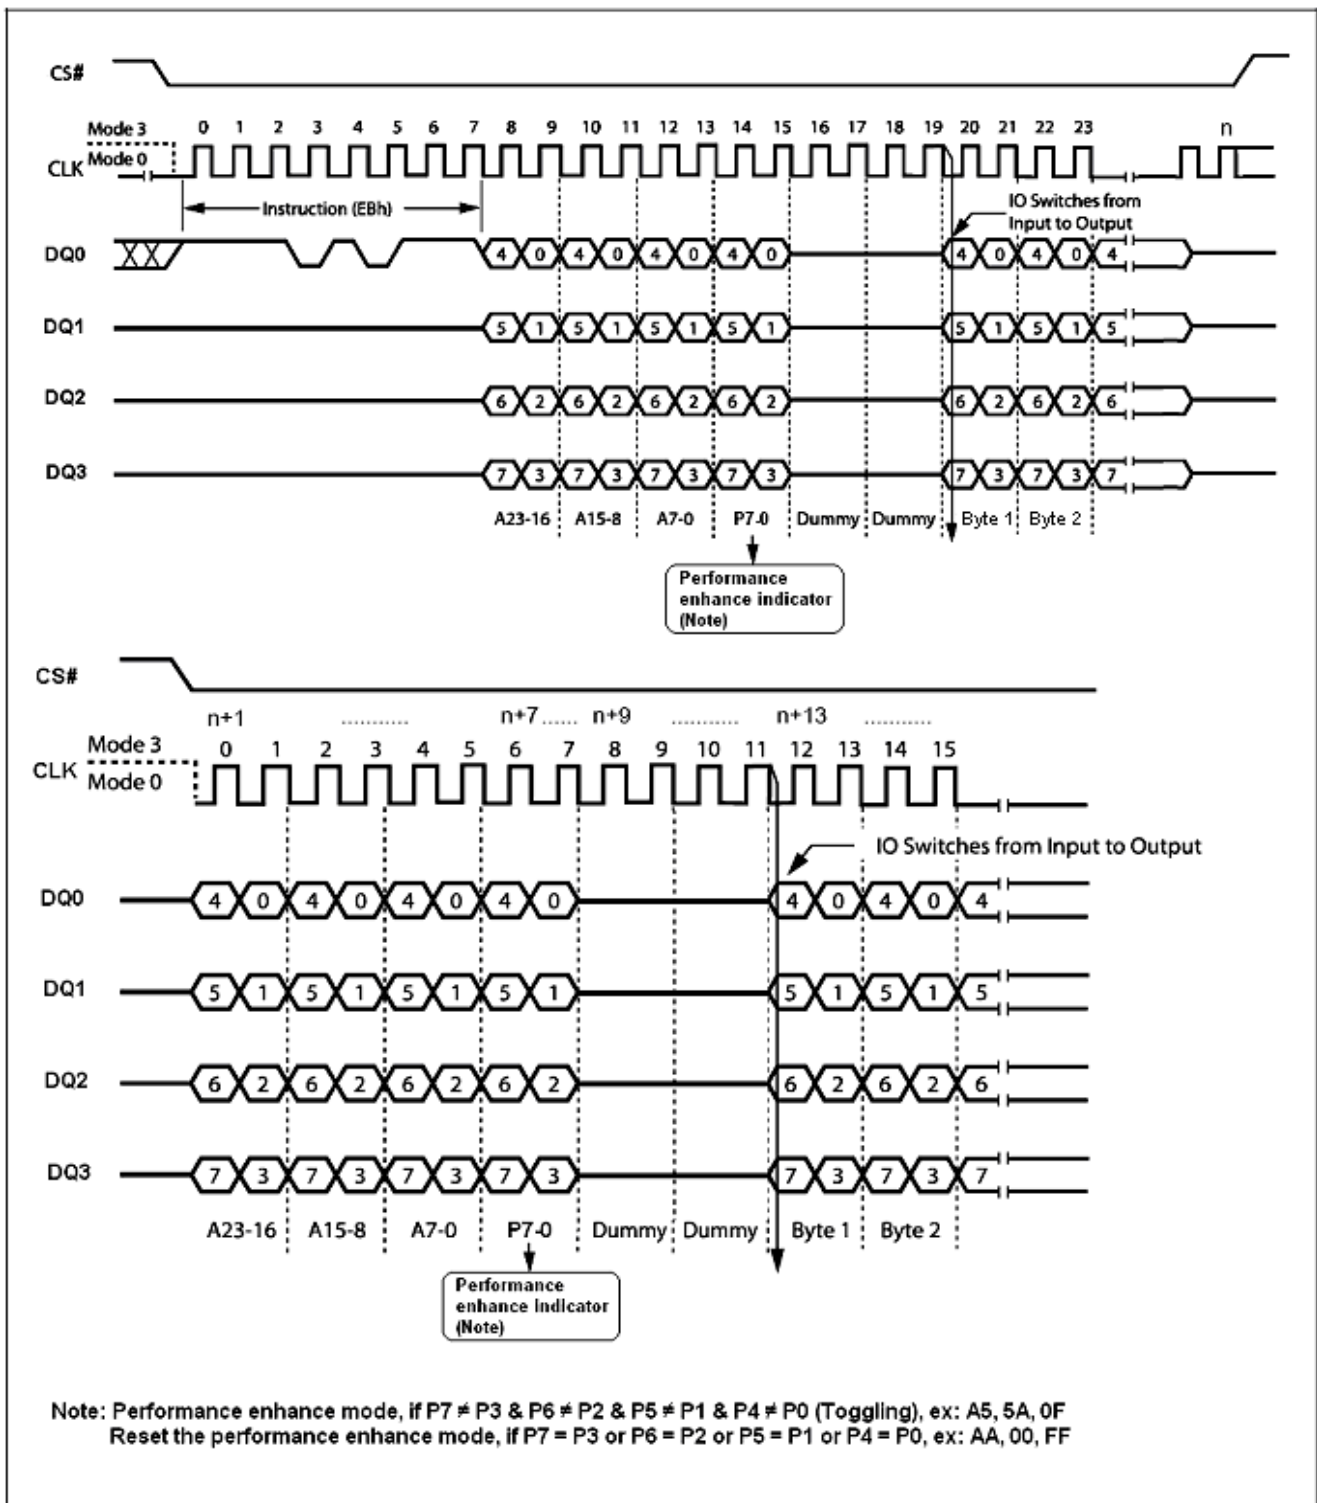 CS#
Mode 3
0 1 2 3 4 5 6 7 8 9 10 11 12 13 14 15 16 17 18 19 20 21 22 23 n
CLK Mode 0
Instruction (EBh)
IO Switches from
Input to Output
DQ0 4 0 4 0 4 0 4 0 4 0 4 0 4
DQ1 5 1 5 1 5 1 5 1 5 1 5 1 5
DQ2 6 2 6 2 6 2 6 2 6 2 6 2 6
DQ3 7 3 7 3 7 3 7 3 7 3 7 3 7
A23-16 A15-8 A7-0 P7-0 Dummy Dummy Byte 1 Byte 2
Performance
enhance indicator
(Note)
CS#
n+1 ........... n+7 ...... n+9 ........... n+13 ...........
Mode 3
0 1 2 3 4 5 6 7 8 9 10 11 12 13 14 15
CLK
Mode 0
IO Switches from Input to Output
DQ0 4 0 4 0 4 0 4 0 4 0 4 0 4
DQ1 5 1 5 1 5 1 5 1 5 1 5 1 5
DQ2 6 2 6 2 6 2 6 2 6 2 6 2 6
DQ3 7 3 7 3 7 3 7 3 7 3 7 3 7
A23-16 A15-8 A7-0 P7-0 Dummy Dummy Byte 1 Byte 2
Performance
enhance indicator
(Note)
Note: Performance enhance mode, if P7 ≠ P3 & P6 ≠ P2 & P5 ≠ P1 & P4 ≠ P0 (Toggling), ex: A5, 5A, 0F
Reset the performance enhance mode, if P7 = P3 or P6 = P2 or P5 = P1 or P4 = P0, ex: AA, 00, FF